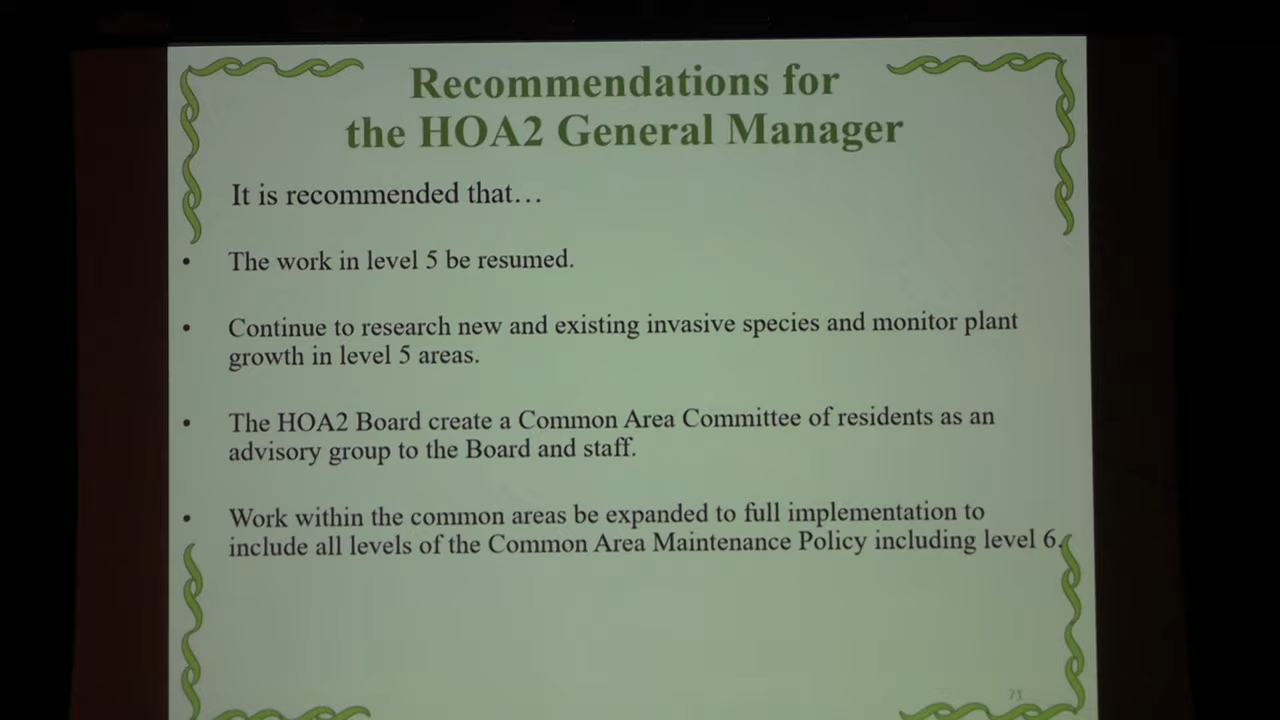 Recommendations for
the HOA2 General Manager
It is recommended that…
• The work in level 5 be resumed.
• Continue to research new and existing invasive species and monitor plant
growth in level 5 areas.
• The HOA2 Board create a Common Area Committee of residents as an
advisory group to the Board and staff.
• Work within the common areas be expanded to full implementation to
include all levels of the Common Area Maintenance Policy including level 6.
71